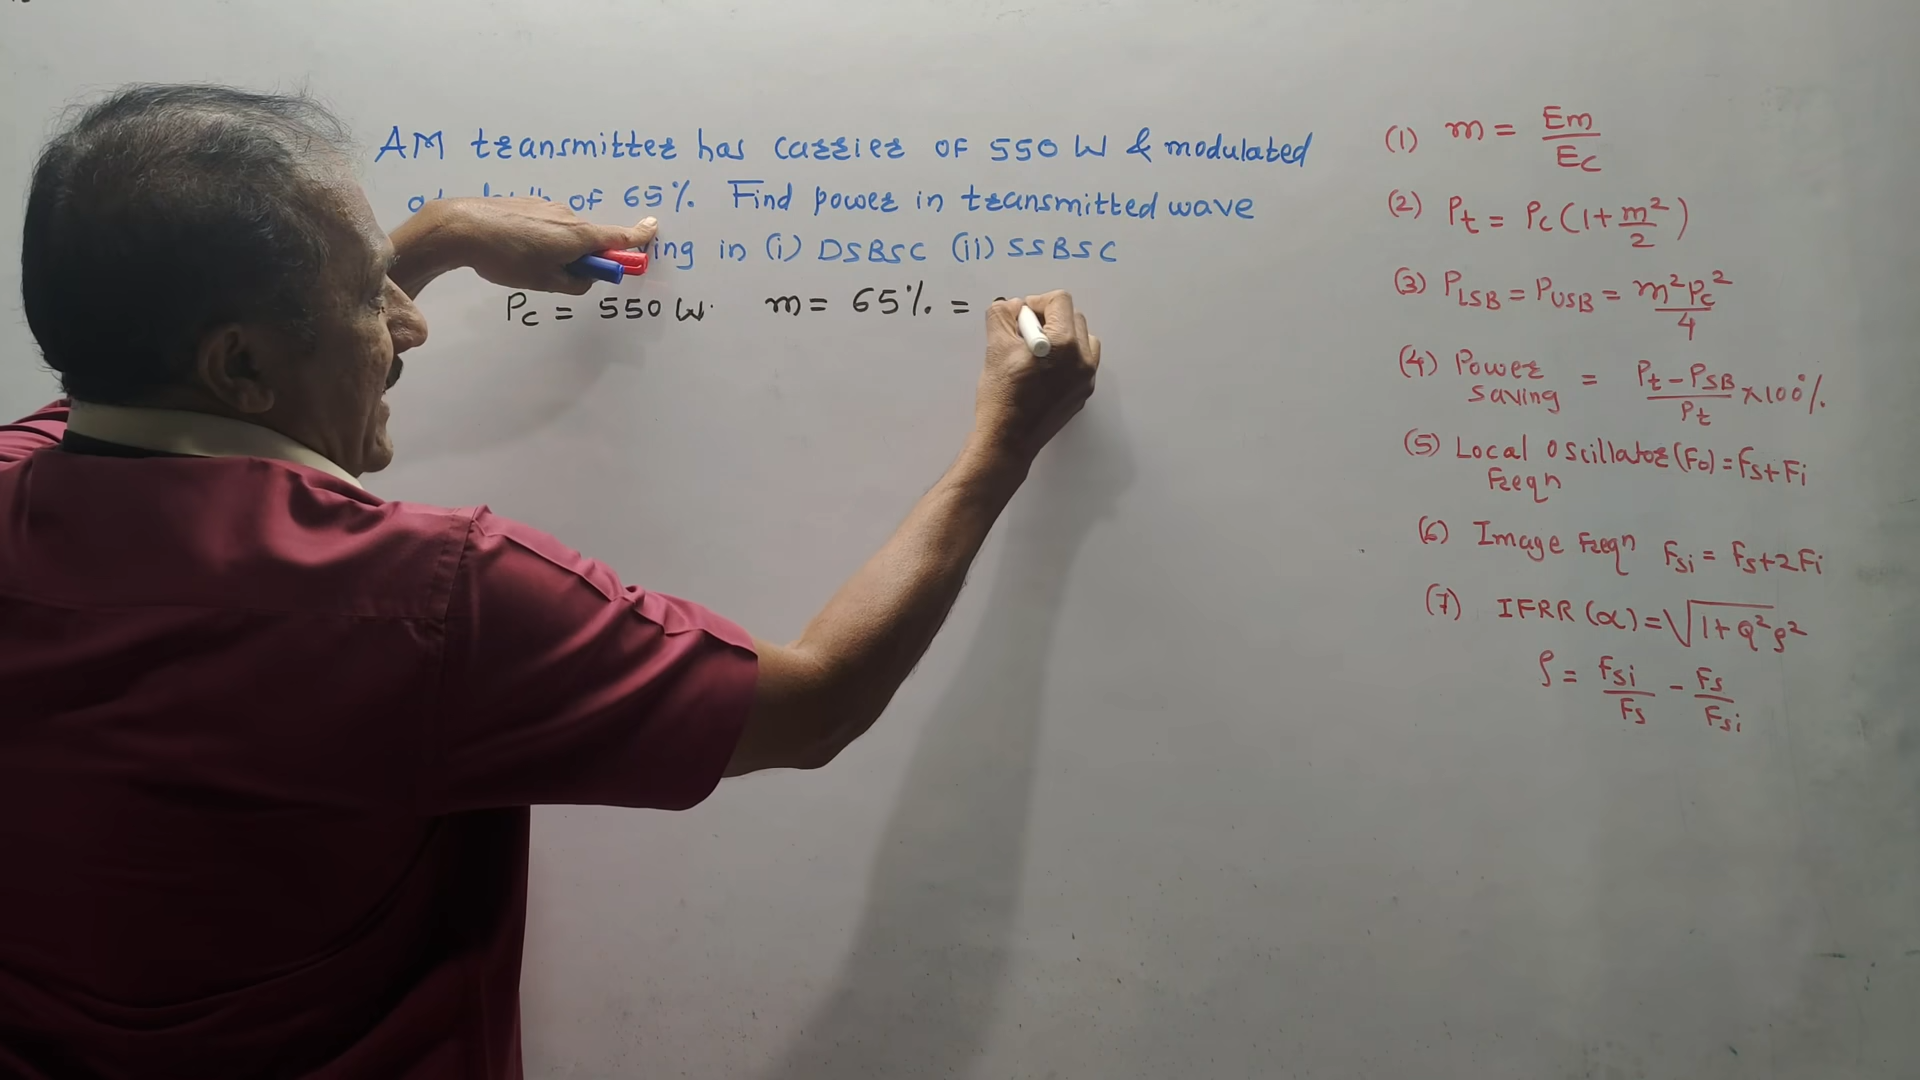 AM transmitter has carrier of 550 W & modulated
of 65%. Find power in transmitted wave
ving in (i) DSBSC (ii) SSBSC
Pc = 550 W. m = 65% =
(1) m = Em/Ec
(2) Pt = Pc (1 + m²/2)
(3) PLSB = PUSB = m²Pc²/4
(4) Power saving = Pt - PSB/Pt × 100%
(5) Local Oscillator (Fo) = Fs + Fi
Freqn
(6) Image Freqn Fsi = Fs + 2Fi
(7) IFRR (α) = √1 + Q²ρ²
ρ = Fsi/Fs - Fs/Fsi